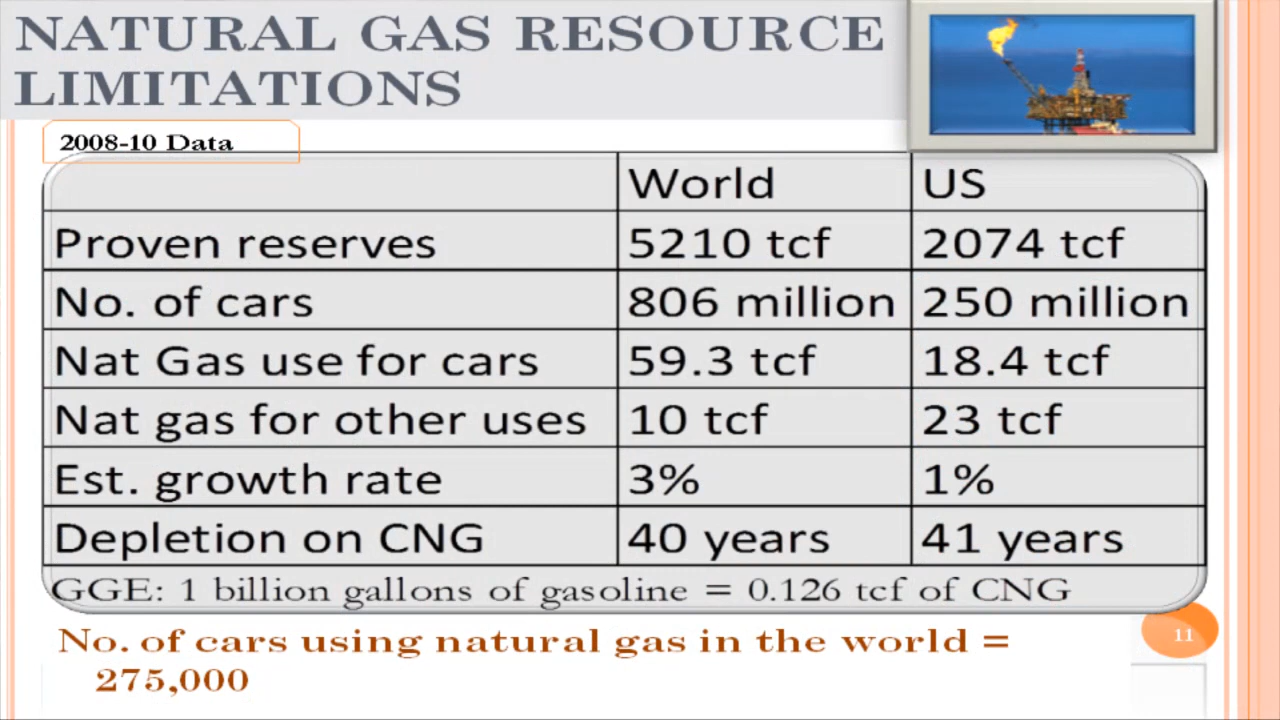 NATURAL GAS RESOURCE
LIMITATIONS
2008-10 Data
World US
Proven reserves 5210 tcf 2074 tcf
No. of cars 806 million 250 million
Nat Gas use for cars 59.3 tcf 18.4 tcf
Nat gas for other uses 10 tcf 23 tcf
Est. growth rate 3% 1%
Depletion on CNG 40 years 41 years
GGE: 1 billion gallons of gasoline = 0.126 tcf of CNG
No. of cars using natural gas in the world =
275,000
11